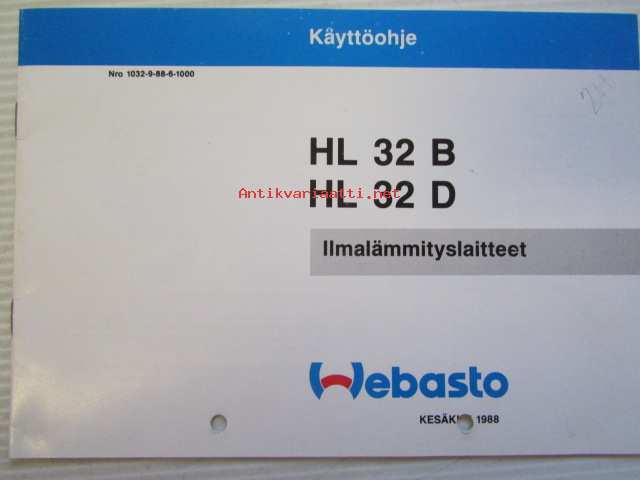 Käyttöohje
Nro 1032-9-88-6-1000
HL 32 B
Antikvariaatti.net
HL 32 D
Ilmalämmityslaitteet
Webasto
1988